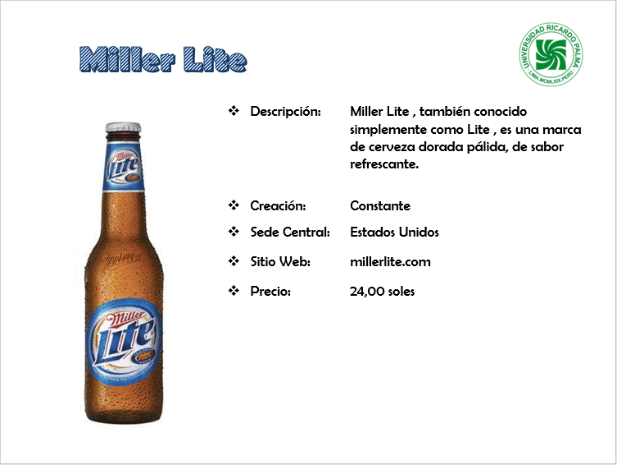 Miller Lite
UNIVERSIDAD RICARDO PALMA
LIMA MCMLXIX PERU
❖ Descripción: Miller Lite , también conocido
simplemente como Lite , es una marca
de cerveza dorada pálida, de sabor
refrescante.
❖ Creación: Constante
❖ Sede Central: Estados Unidos
❖ Sitio Web: millerlite.com
❖ Precio: 24,00 soles
Miller
Lite
Miller
Miller
Lite